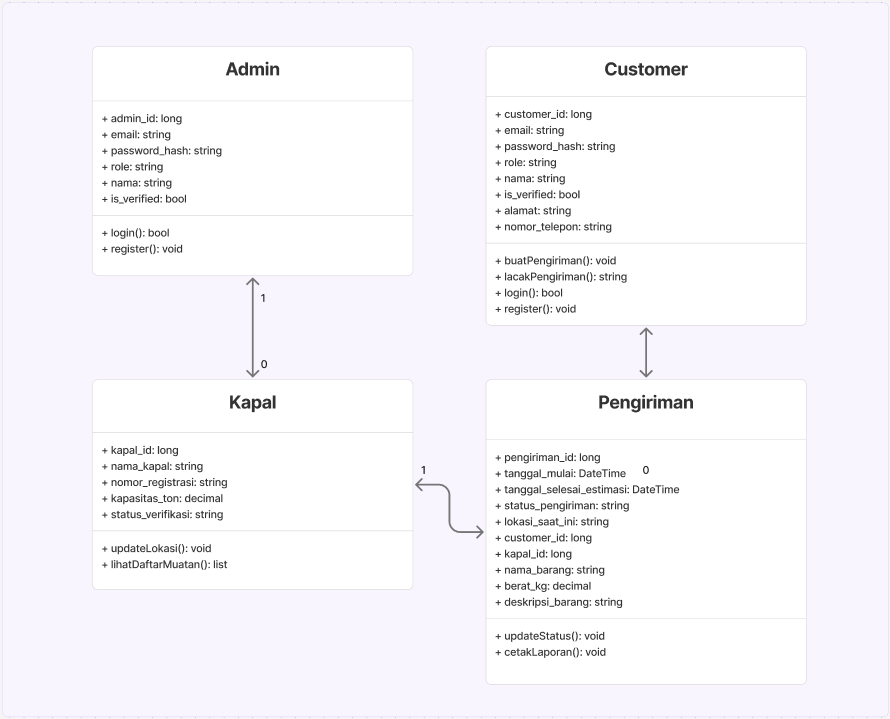 Admin
+ admin_id: long
+ email: string
+ password_hash: string
+ role: string
+ nama: string
+ is_verified: bool
+ login(): bool
+ register(): void
Customer
+ customer_id: long
+ email: string
+ password_hash: string
+ role: string
+ nama: string
+ is_verified: bool
+ alamat: string
+ nomor_telepon: string
+ buatPengiriman(): void
+ lacakPengiriman(): string
+ login(): bool
+ register(): void
1
0
Kapal
+ kapal_id: long
+ nama_kapal: string
+ nomor_registrasi: string
+ kapasitas_ton: decimal
+ status_verifikasi: string
+ updateLokasi(): void
+ lihatDaftarMuatan(): list
1
Pengiriman
+ pengiriman_id: long
+ tanggal_mulai: DateTime 0
+ tanggal_selesai_estimasi: DateTime
+ status_pengiriman: string
+ lokasi_saat_ini: string
+ customer_id: long
+ kapal_id: long
+ nama_barang: string
+ berat_kg: decimal
+ deskripsi_barang: string
+ updateStatus(): void
+ cetakLaporan(): void